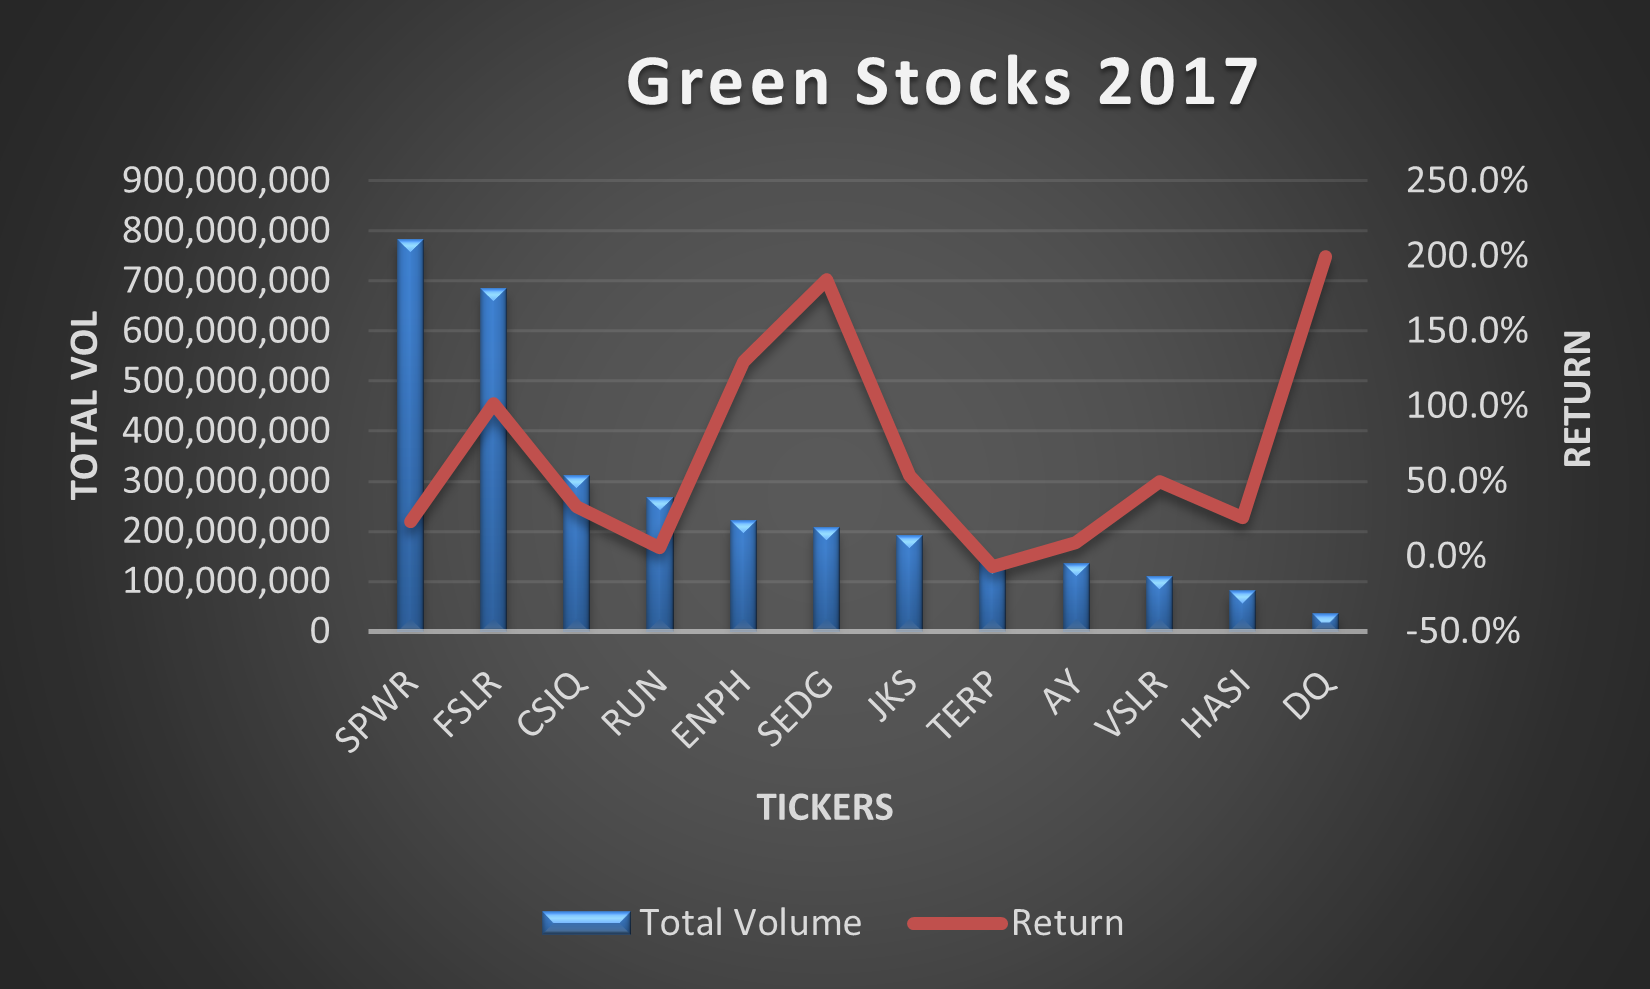 Green Stocks 2017
900,000,000
800,000,000
700,000,000
600,000,000
500,000,000
400,000,000
300,000,000
200,000,000
100,000,000
0
TOTAL VOL
250.0%
200.0%
150.0%
100.0%
50.0%
0.0%
-50.0%
RETURN
SPWR
FSLR
CSIQ
RUN
ENPH
SEDG
JKS
TERP
AY
VSLR
HASI
DQ
TICKERS
Total Volume
Return